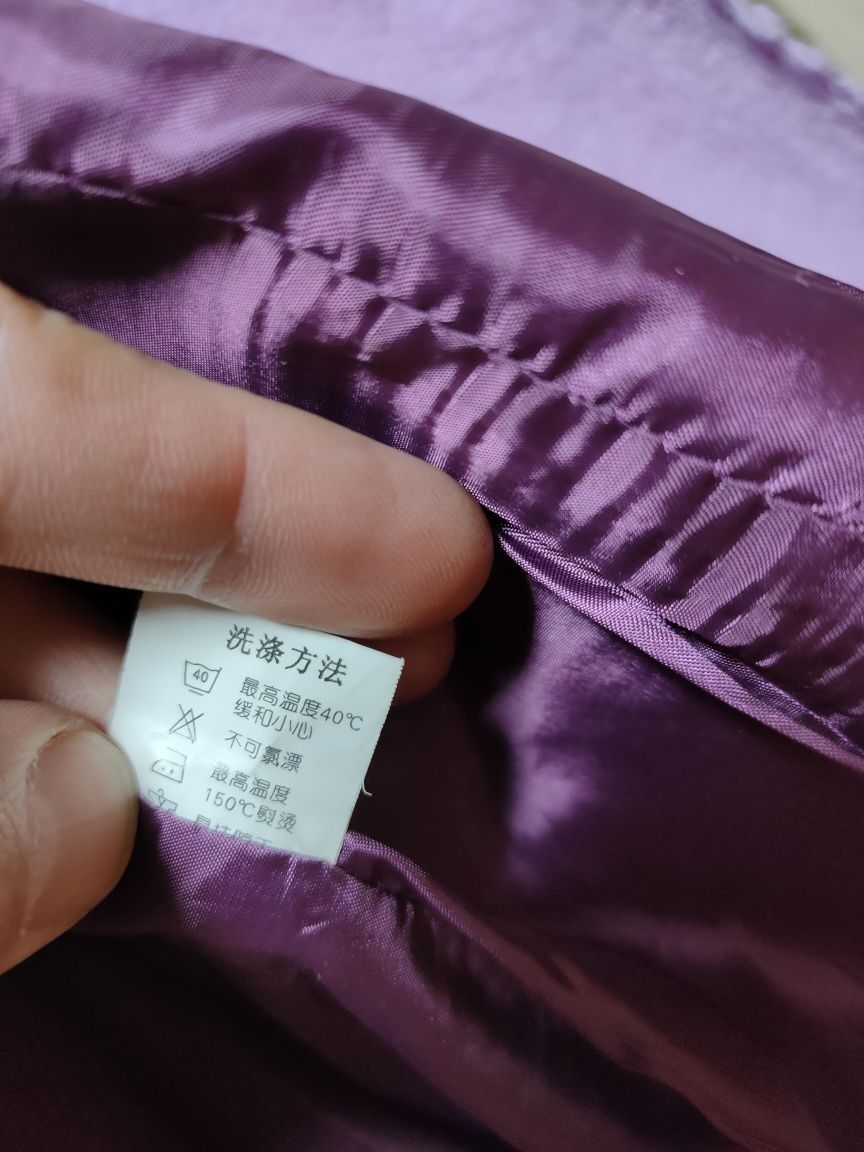 洗涤方法
40
最高温度40℃
缓和小心
不可氯漂
最高温度
150℃熨烫